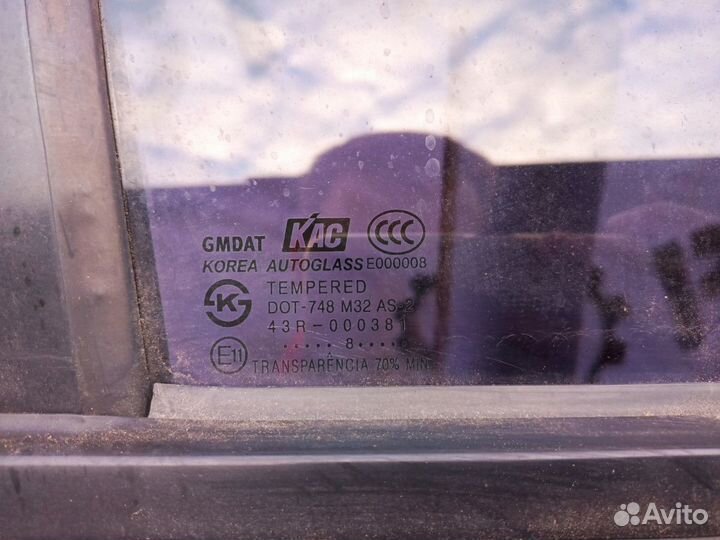 GMDAT KAC CCC
KOREA AUTOGLASS E000008
TEMPERED
DOT-748 M32 AS-2
43R-000381
..... 8.....
E11 TRANSPARÊNCIA 70% MIN
Avito